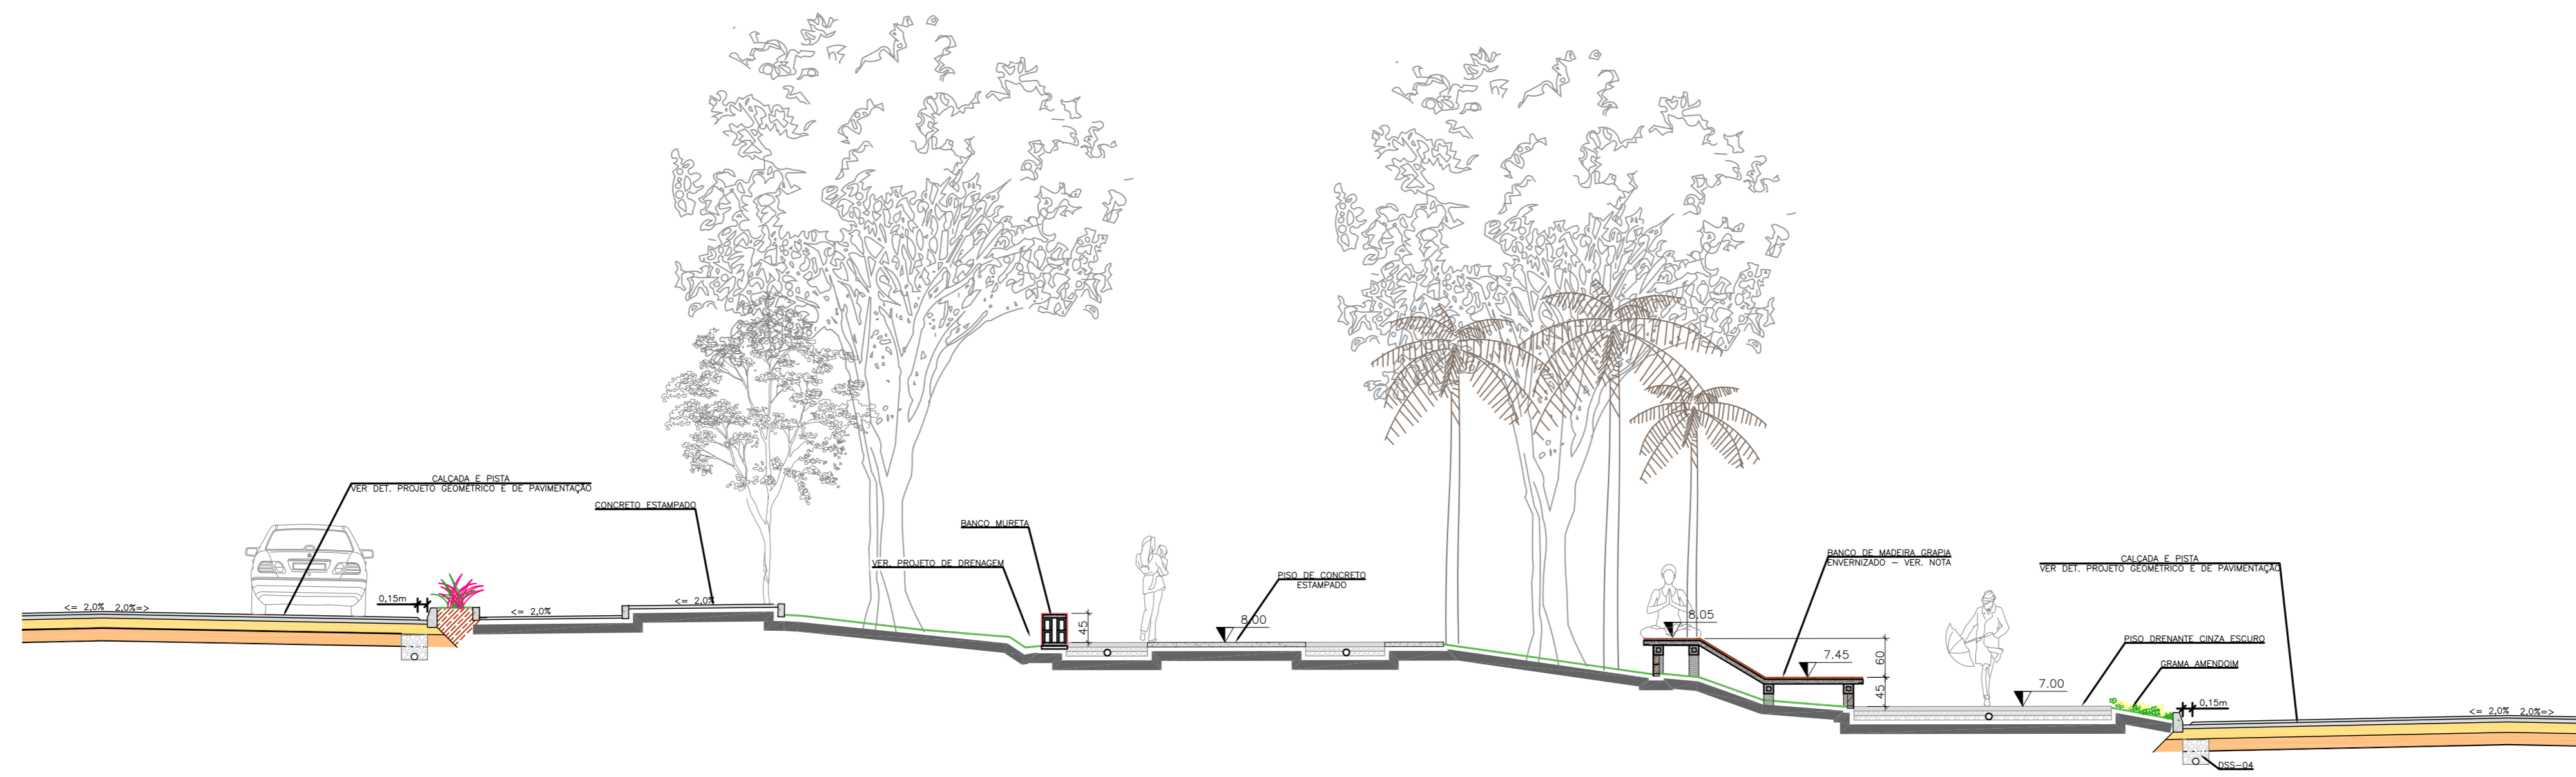 CALÇADA E PISTA
VER DET. PROJETO GEOMÉTRICO E DE PAVIMENTAÇÃO
CONCRETO ESTAMPADO
BANCO MURETA
VER. PROJETO DE DRENAGEM
PISO DE CONCRETO
ESTAMPADO
BANCO DE MADEIRA GRAPIA
ENVERNIZADO – VER. NOTA
CALÇADA E PISTA
VER DET. PROJETO GEOMÉTRICO E DE PAVIMENTAÇÃO
0,15m
<= 2,0% 2,0%=>
<= 2,0%
<= 2,0%
45
8.00
8.05
7.45
60
45
7.00
PISO DRENANTE CINZA ESCURO
GRAMA AMENDOIM
0,15m
<= 2,0% 2,0%=>
DSS-04